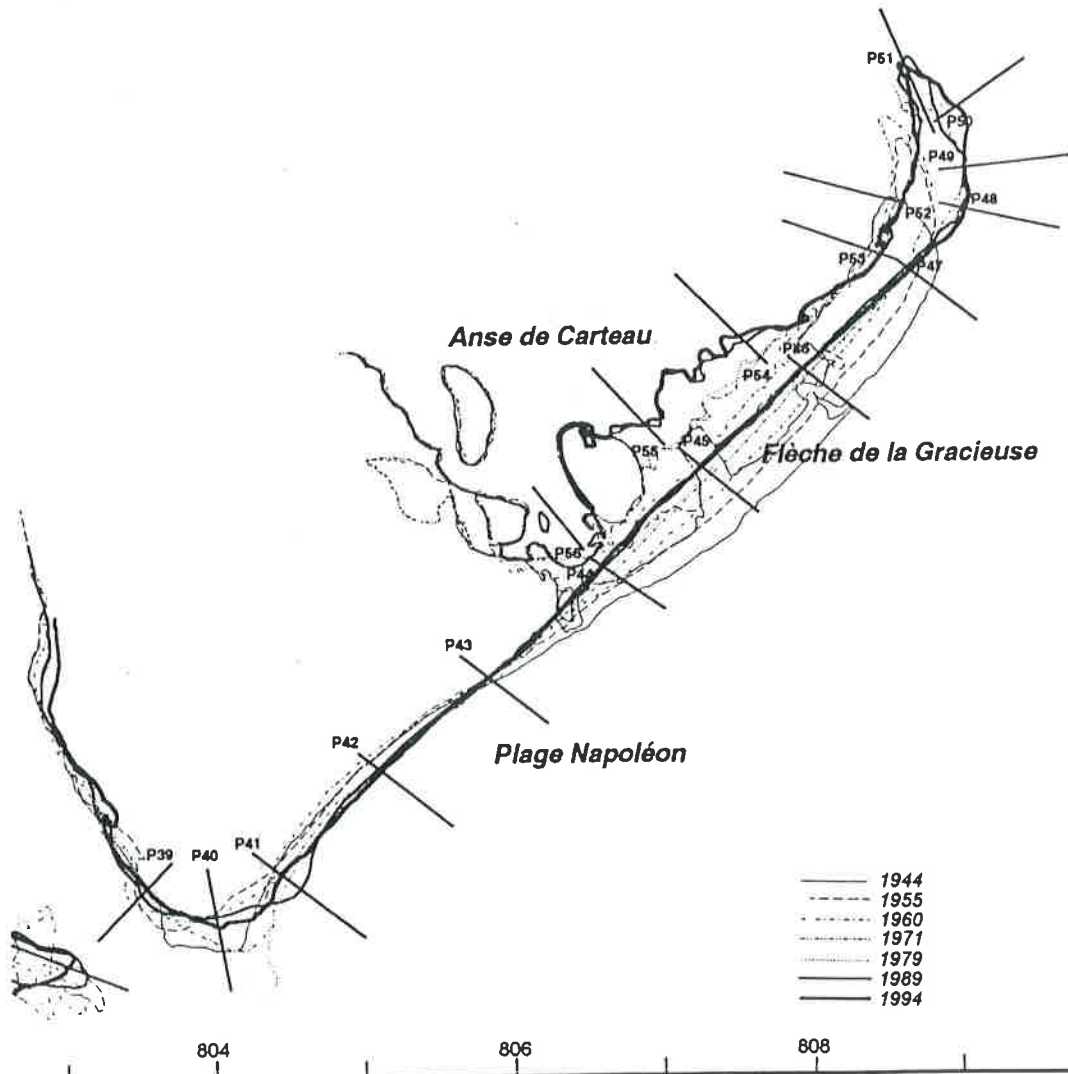 P51
P50
P49
P48
P52
P53
P47
Anse de Carteau
P46
P54
P45
Flèche de la Gracieuse
P55
P56
P44
P43
P42
Plage Napoléon
P41
P39
P40
1944
1955
1960
1971
1979
1989
1994
804
806
808